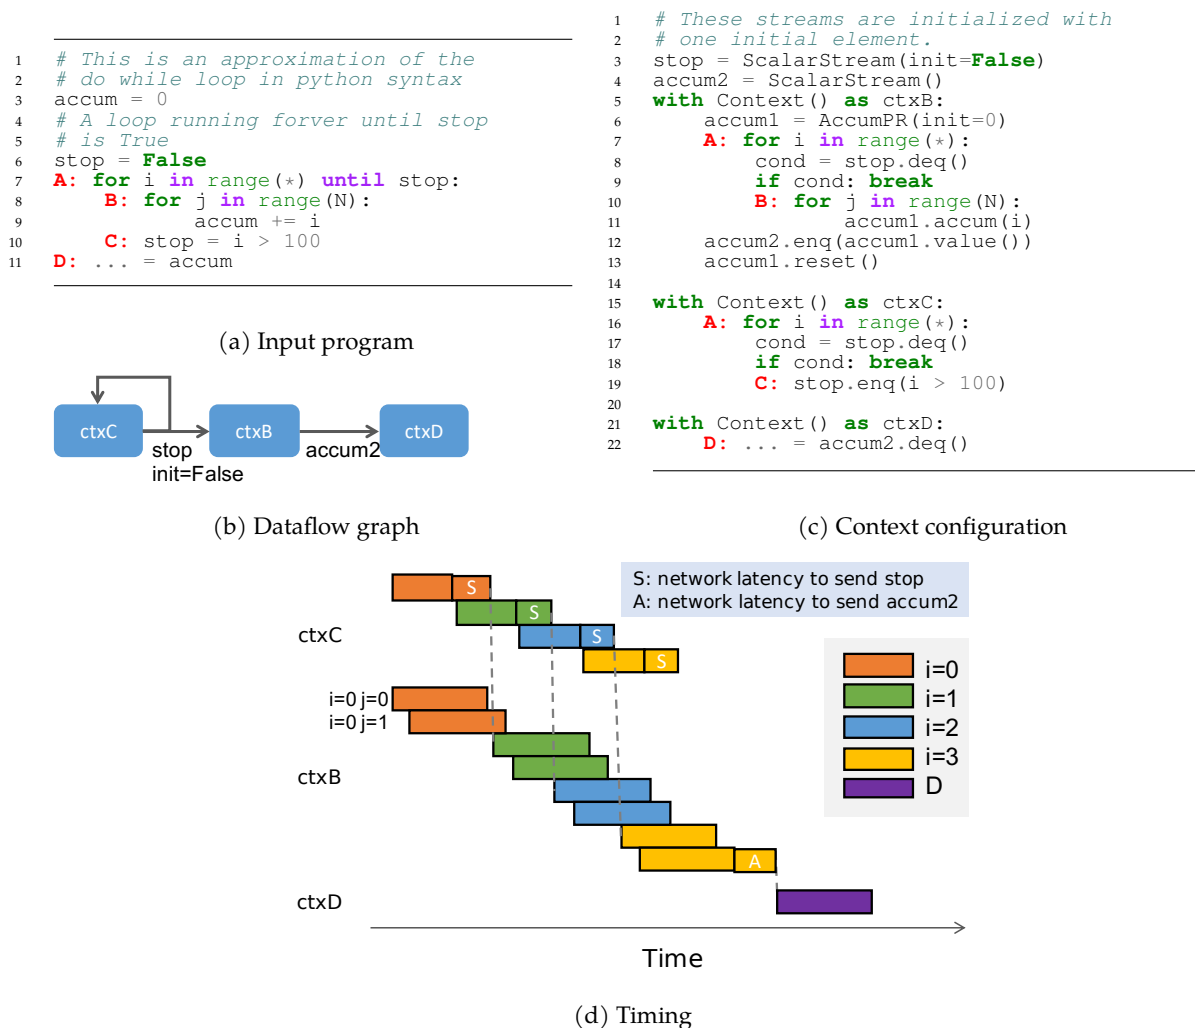 1 # This is an approximation of the
2 # do while loop in python syntax
3 accum = 0
4 # A loop running forver until stop
5 # is True
6 stop = False
7 A: for i in range(*) until stop:
8 B: for j in range(N):
9 accum += i
10 C: stop = i > 100
11 D: ... = accum
(a) Input program
ctxC
ctxB
ctxD
stop
init=False
accum2
(b) Dataflow graph
1 # These streams are initialized with
2 # one initial element.
3 stop = ScalarStream(init=False)
4 accum2 = ScalarStream()
5 with Context() as ctxB:
6 accum1 = AccumPR(init=0)
7 A: for i in range(*):
8 cond = stop.deq()
9 if cond: break
10 B: for j in range(N):
11 accum1.accum(i)
12 accum2.enq(accum1.value())
13 accum1.reset()
14
15 with Context() as ctxC:
16 A: for i in range(*):
17 cond = stop.deq()
18 if cond: break
19 C: stop.enq(i > 100)
20
21 with Context() as ctxD:
22 D: ... = accum2.deq()
(c) Context configuration
S: network latency to send stop
A: network latency to send accum2
S
S
S
S
ctxC
i=0 j=0
i=0 j=1
ctxB
A
ctxD
i=0
i=1
i=2
i=3
D
Time
(d) Timing